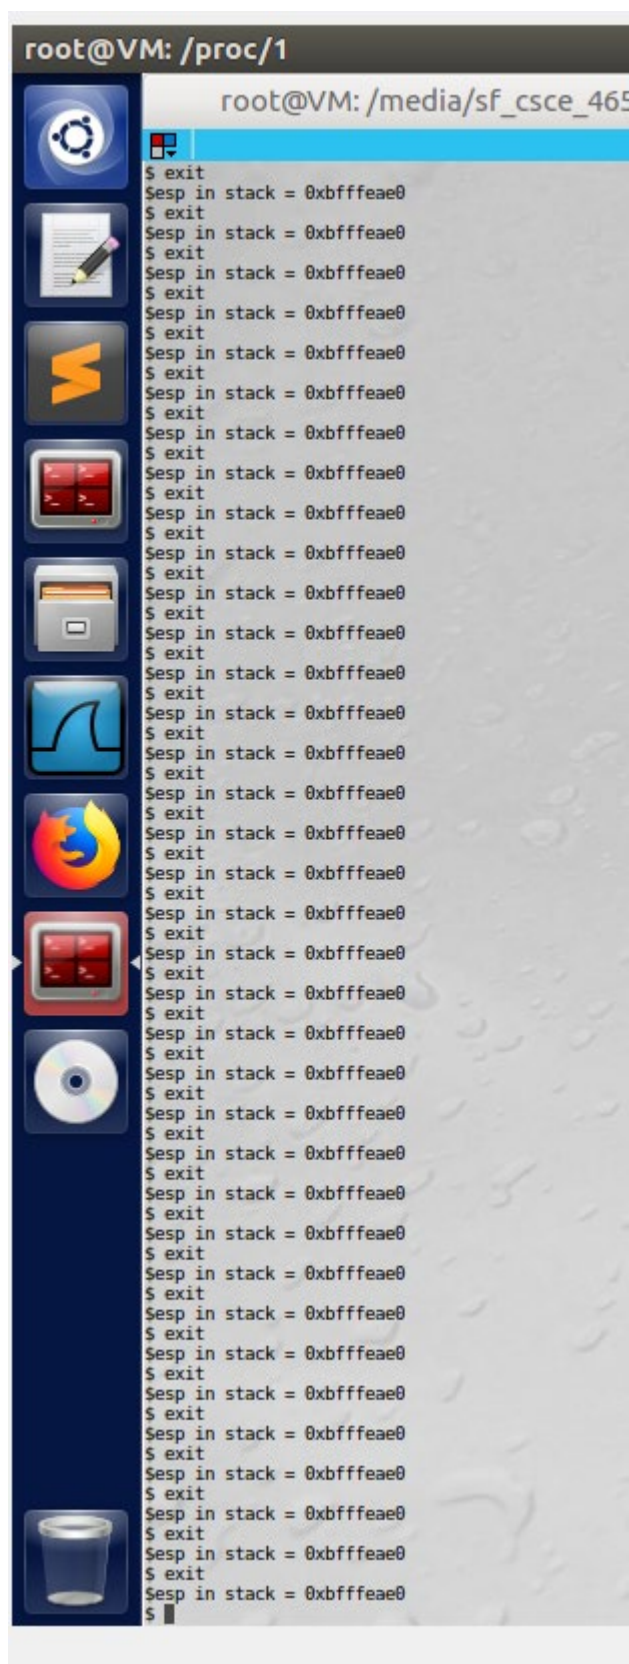 root@VM: /proc/1
root@VM: /media/sf_csce_465
$ exit
$esp in stack = 0xbfffeae0
$ exit
$esp in stack = 0xbfffeae0
$ exit
$esp in stack = 0xbfffeae0
$ exit
$esp in stack = 0xbfffeae0
$ exit
$esp in stack = 0xbfffeae0
$ exit
$esp in stack = 0xbfffeae0
$ exit
$esp in stack = 0xbfffeae0
$ exit
$esp in stack = 0xbfffeae0
$ exit
$esp in stack = 0xbfffeae0
$ exit
$esp in stack = 0xbfffeae0
$ exit
$esp in stack = 0xbfffeae0
$ exit
$esp in stack = 0xbfffeae0
$ exit
$esp in stack = 0xbfffeae0
$ exit
$esp in stack = 0xbfffeae0
$ exit
$esp in stack = 0xbfffeae0
$ exit
$esp in stack = 0xbfffeae0
$ exit
$esp in stack = 0xbfffeae0
$ exit
$esp in stack = 0xbfffeae0
$ exit
$esp in stack = 0xbfffeae0
$ exit
$esp in stack = 0xbfffeae0
$ exit
$esp in stack = 0xbfffeae0
$ exit
$esp in stack = 0xbfffeae0
$ exit
$esp in stack = 0xbfffeae0
$ exit
$esp in stack = 0xbfffeae0
$ exit
$esp in stack = 0xbfffeae0
$ exit
$esp in stack = 0xbfffeae0
$ exit
$esp in stack = 0xbfffeae0
$ exit
$esp in stack = 0xbfffeae0
$ exit
$esp in stack = 0xbfffeae0
$ exit
$esp in stack = 0xbfffeae0
$ exit
$esp in stack = 0xbfffeae0
$ exit
$esp in stack = 0xbfffeae0
$ exit
$esp in stack = 0xbfffeae0
$ exit
$esp in stack = 0xbfffeae0
$ exit
$esp in stack = 0xbfffeae0
$ exit
$esp in stack = 0xbfffeae0
$